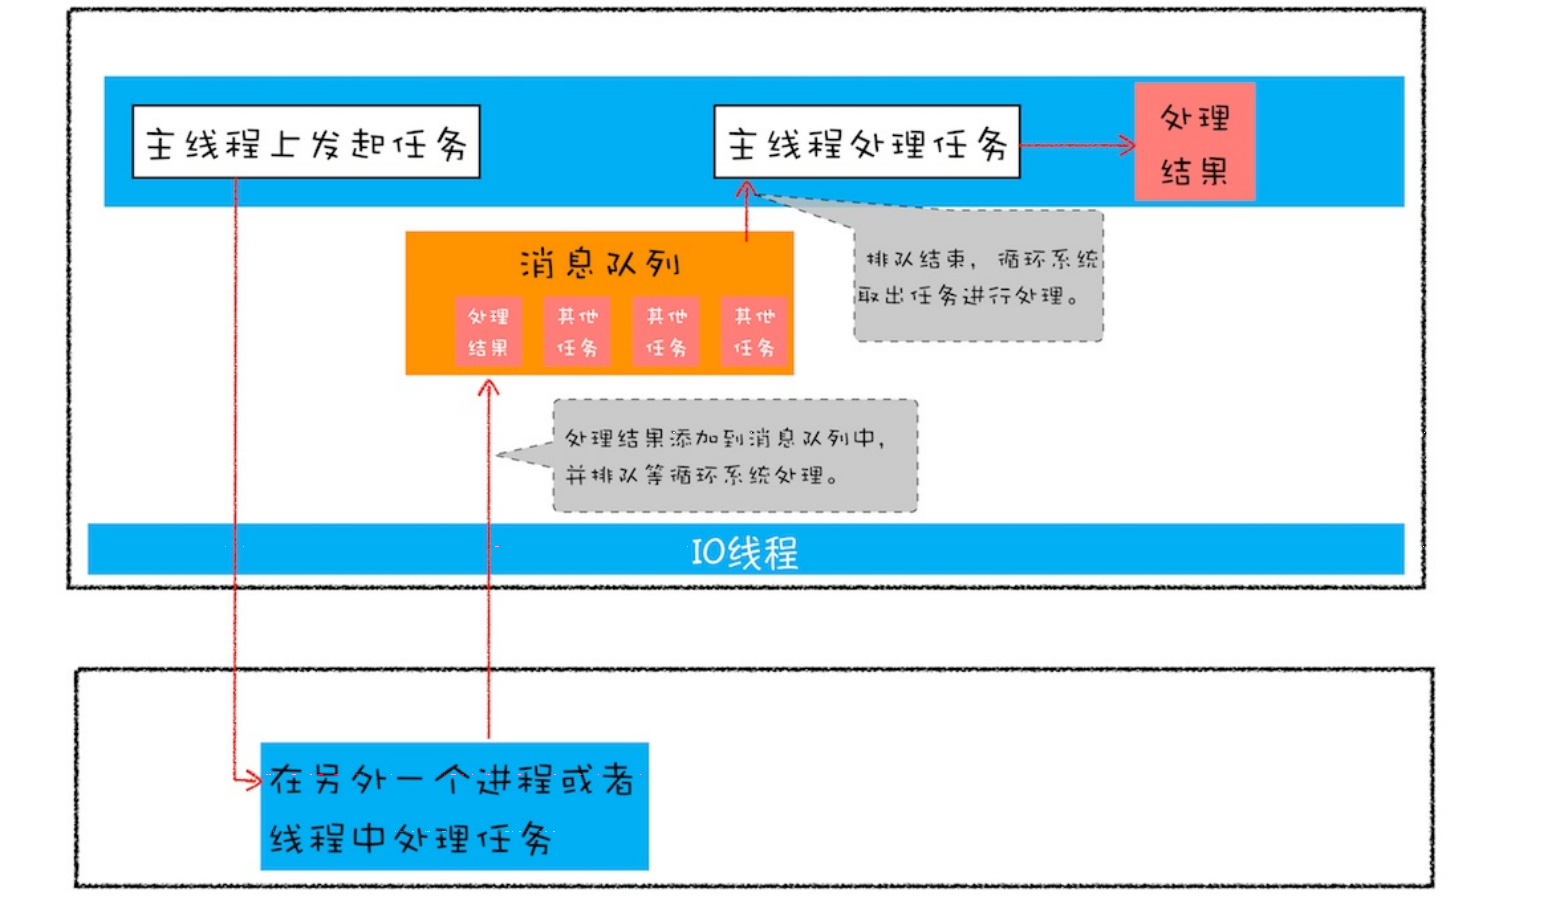 主线程上发起任务
主线程处理任务
处理
结果
消息队列
处理
结果
其他
任务
其他
任务
其他
任务
排队结束，循环系统
取出任务进行处理。
处理结果添加到消息队列中，
并排队等循环系统处理。
IO线程
在另外一个进程或者
线程中处理任务